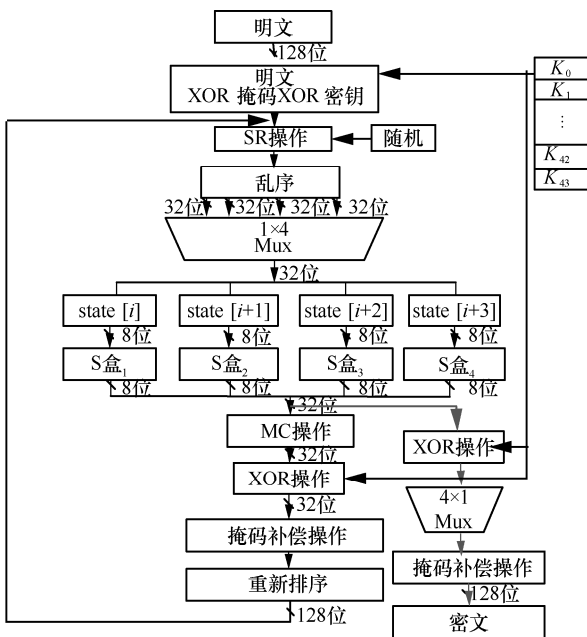 明文
128位
明文
XOR 掩码XOR 密钥
K0
K1
⋮
K42
K43
SR操作
随机
乱序
32位 32位 32位 32位
1×4
Mux
32位
state [i] state [i+1] state [i+2] state [i+3]
8位 8位 8位 8位
S盒1 S盒2 S盒3 S盒4
8位 8位 8位 8位
32位
MC操作
XOR操作
32位
XOR操作
4×1
Mux
32位
掩码补偿操作
掩码补偿操作
重新排序
128位
128位
密文